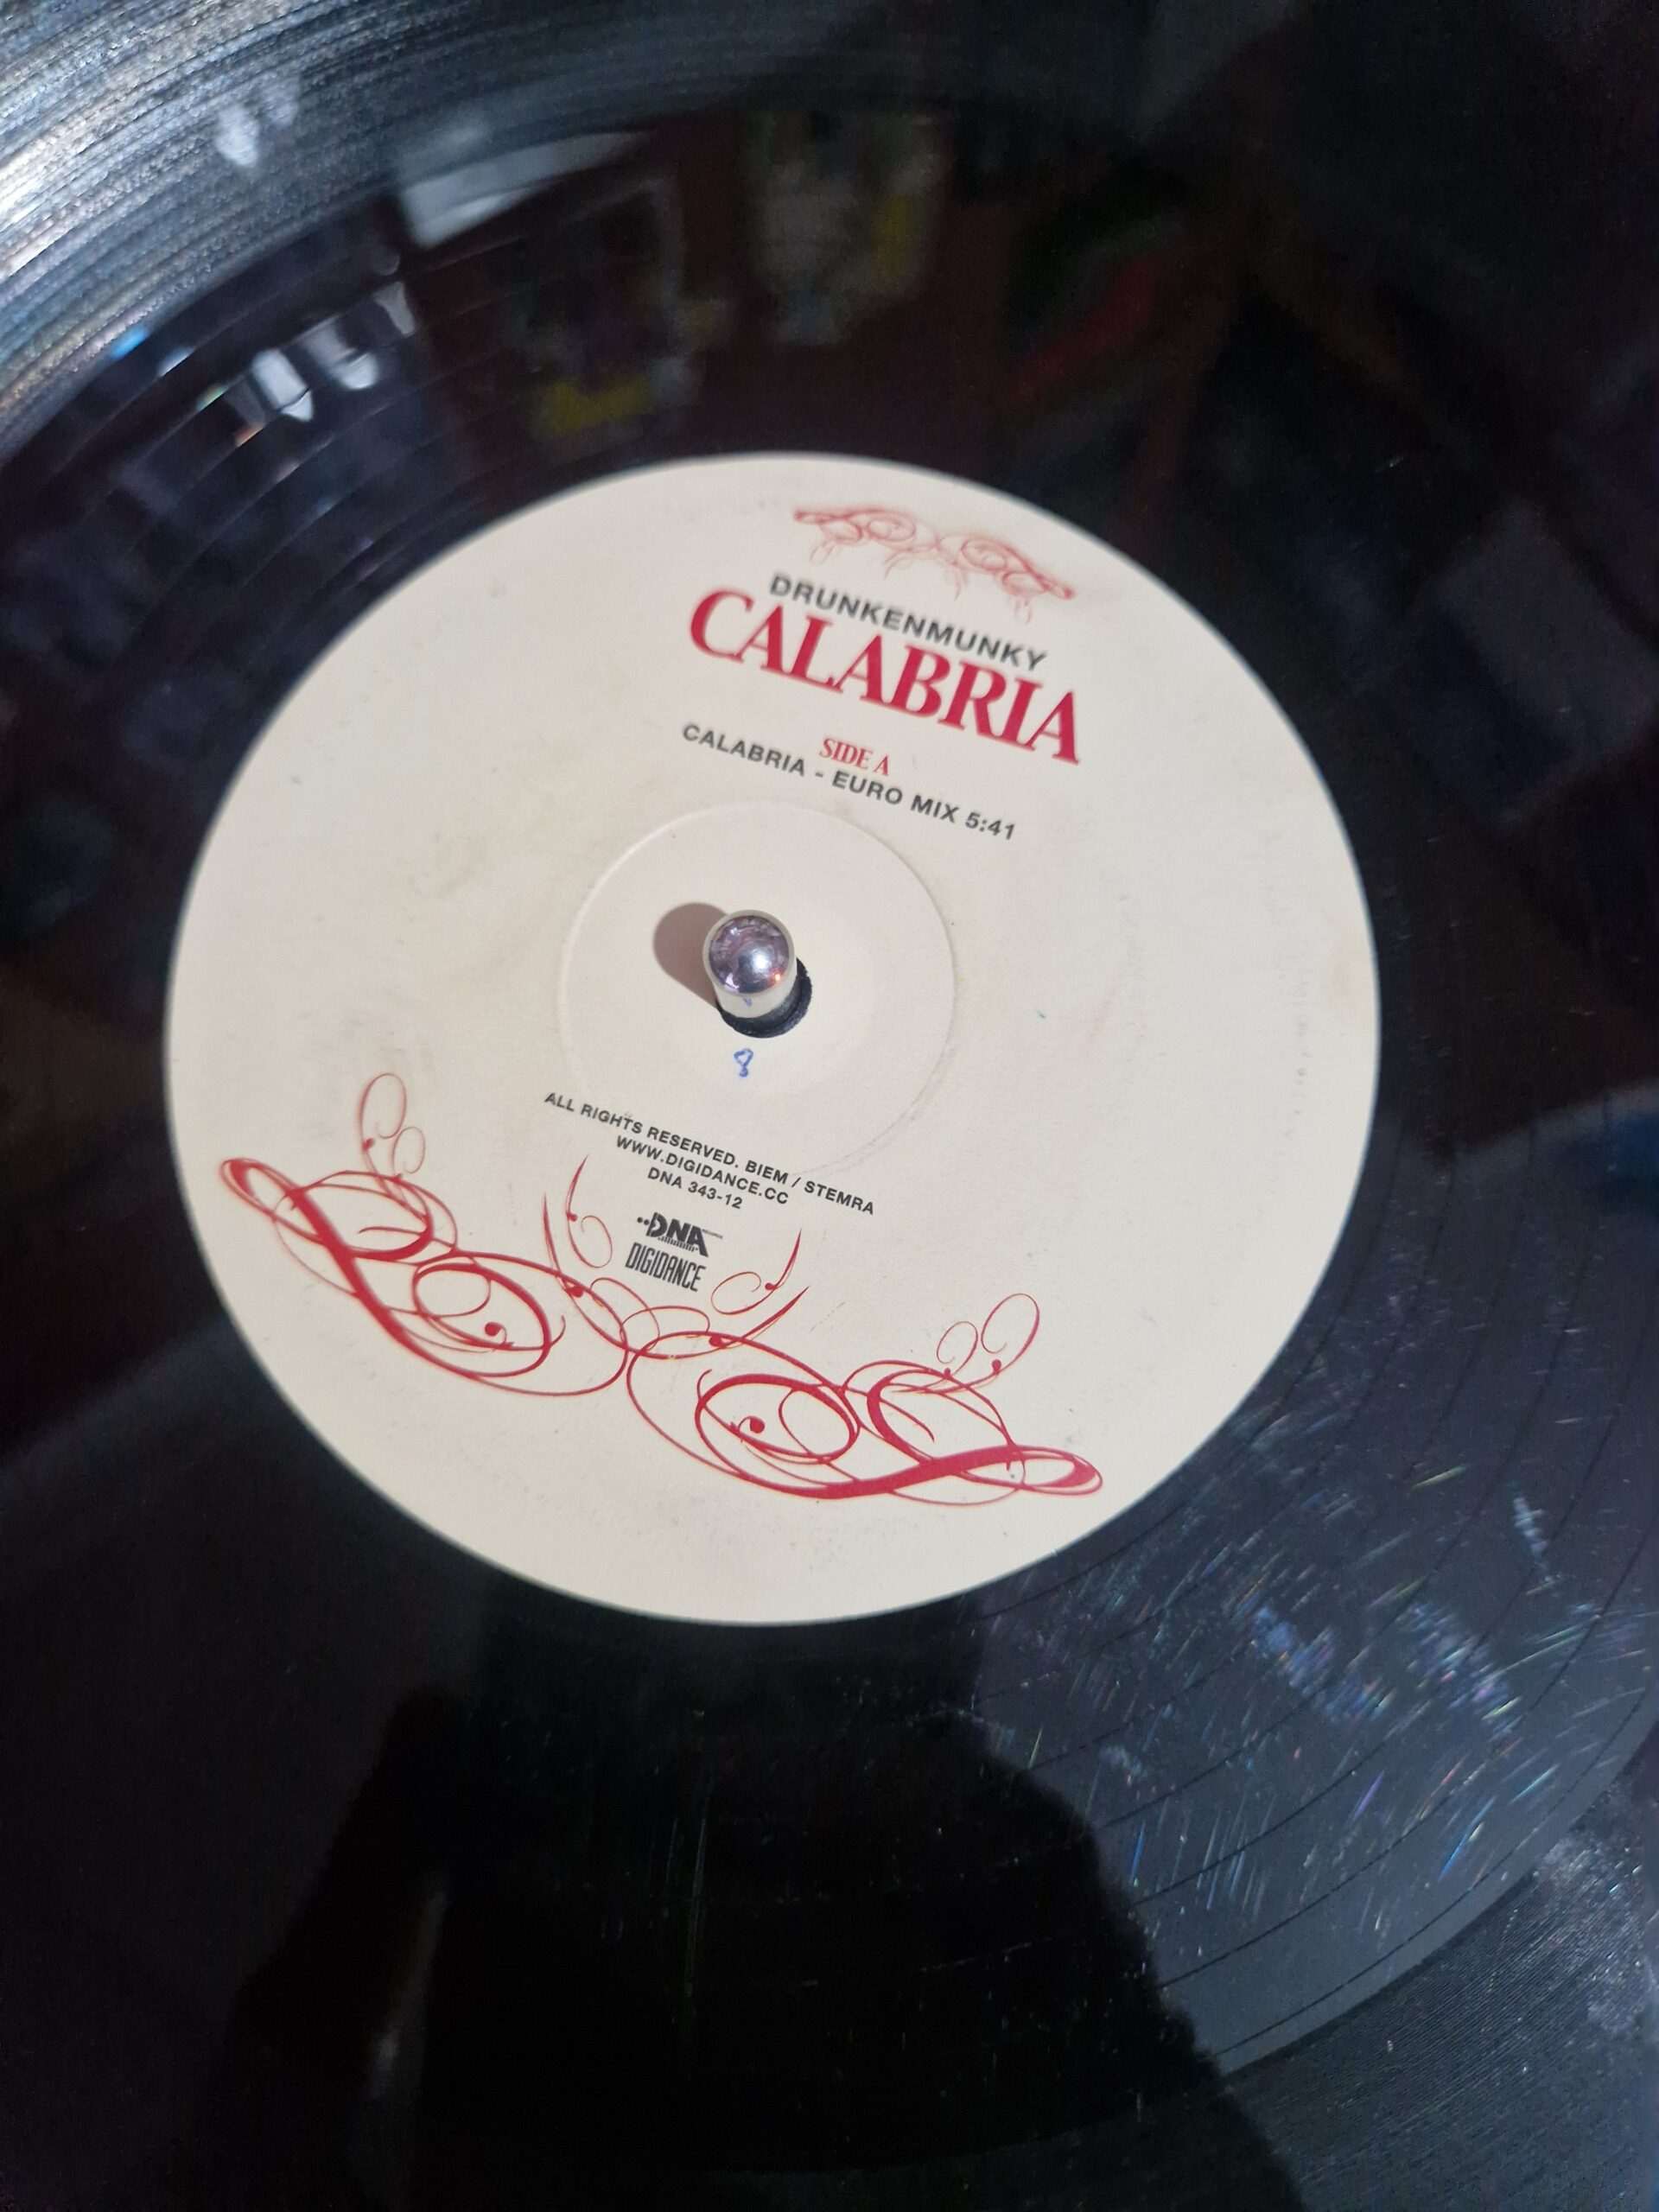 DRUNKENMUNKY
CALABRIA
SIDE A
CALABRIA - EURO MIX 5:41
8
ALL RIGHTS RESERVED. BIEM / STEMRA
WWW.DIGIDANCE.CC
DNA 343-12
DNA
DIGIDANCE